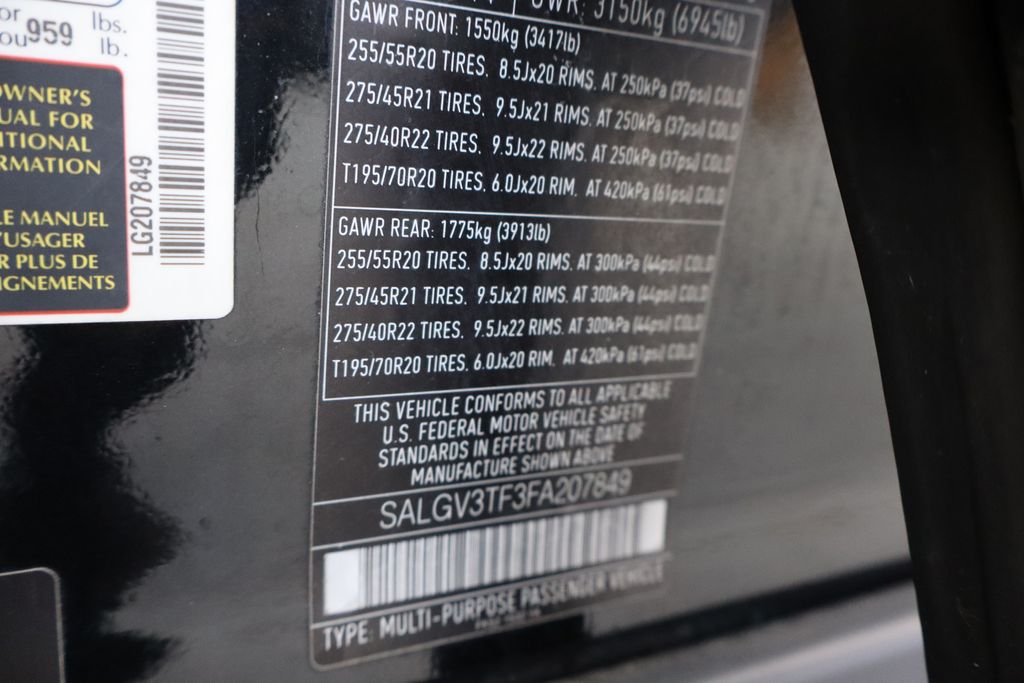 or lbs.
ou 959 lb.
OWNER'S
UAL FOR
ITIONAL
RMATION
LE MANUEL
'USAGER
R PLUS DE
IGNEMENTS
LG207849
3150kg (6945lb)
GAWR FRONT: 1550kg (3417lb)
255/55R20 TIRES. 8.5Jx20 RIMS. AT 250kPa (37psi) COLD
275/45R21 TIRES. 9.5Jx21 RIMS. AT 250kPa (37psi) COLD
275/40R22 TIRES. 9.5Jx22 RIMS. AT 250kPa (37psi) COLD
T195/70R20 TIRES. 6.0Jx20 RIM. AT 420kPa (61psi) COLD
GAWR REAR: 1775kg (3913lb)
255/55R20 TIRES. 8.5Jx20 RIMS. AT 300kPa (44psi) COLD
275/45R21 TIRES. 9.5Jx21 RIMS. AT 300kPa (44psi) COLD
275/40R22 TIRES. 9.5Jx22 RIMS. AT 300kPa (44psi) COLD
T195/70R20 TIRES. 6.0Jx20 RIM. AT 420kPa (61psi) COLD
THIS VEHICLE CONFORMS TO ALL APPLICABLE
U.S. FEDERAL MOTOR VEHICLE SAFETY
STANDARDS IN EFFECT ON THE DATE OF
MANUFACTURE SHOWN ABOVE
SALGV3TF3FA207849
TYPE: MULTI-PURPOSE PASSENGER VEHICLE